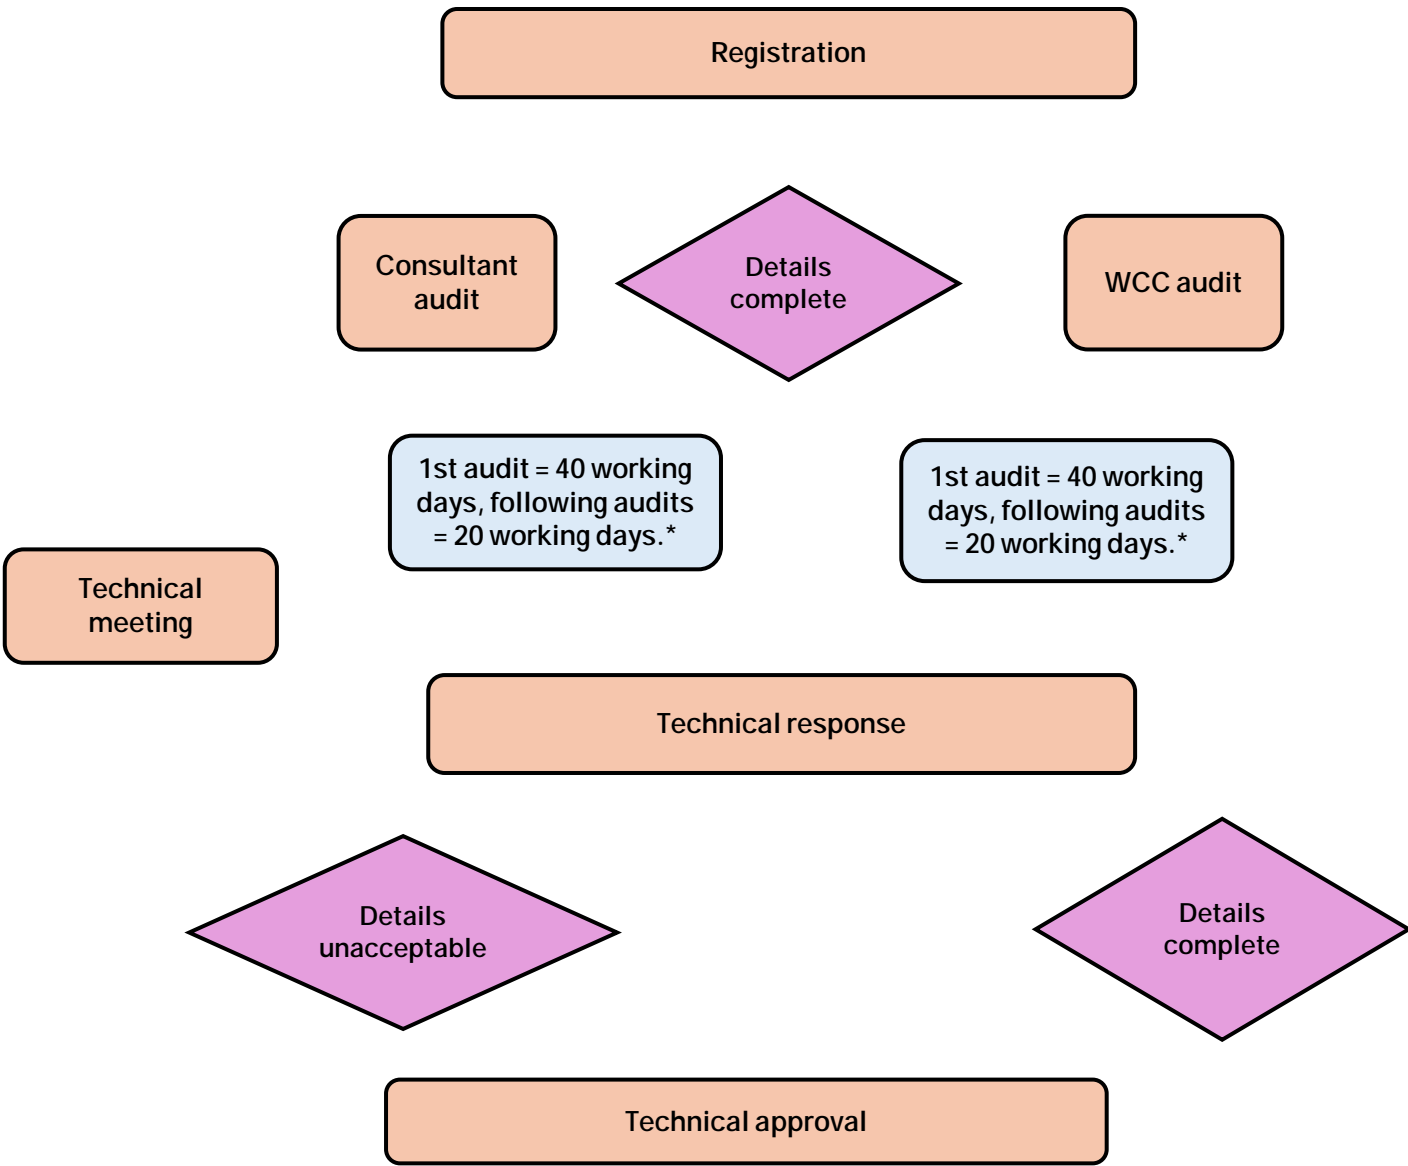 Registration
Consultant
audit
Details
complete
WCC audit
1st audit = 40 working
days, following audits
= 20 working days.*
1st audit = 40 working
days, following audits
= 20 working days.*
Technical
meeting
Technical response
Details
unacceptable
Details
complete
Technical approval